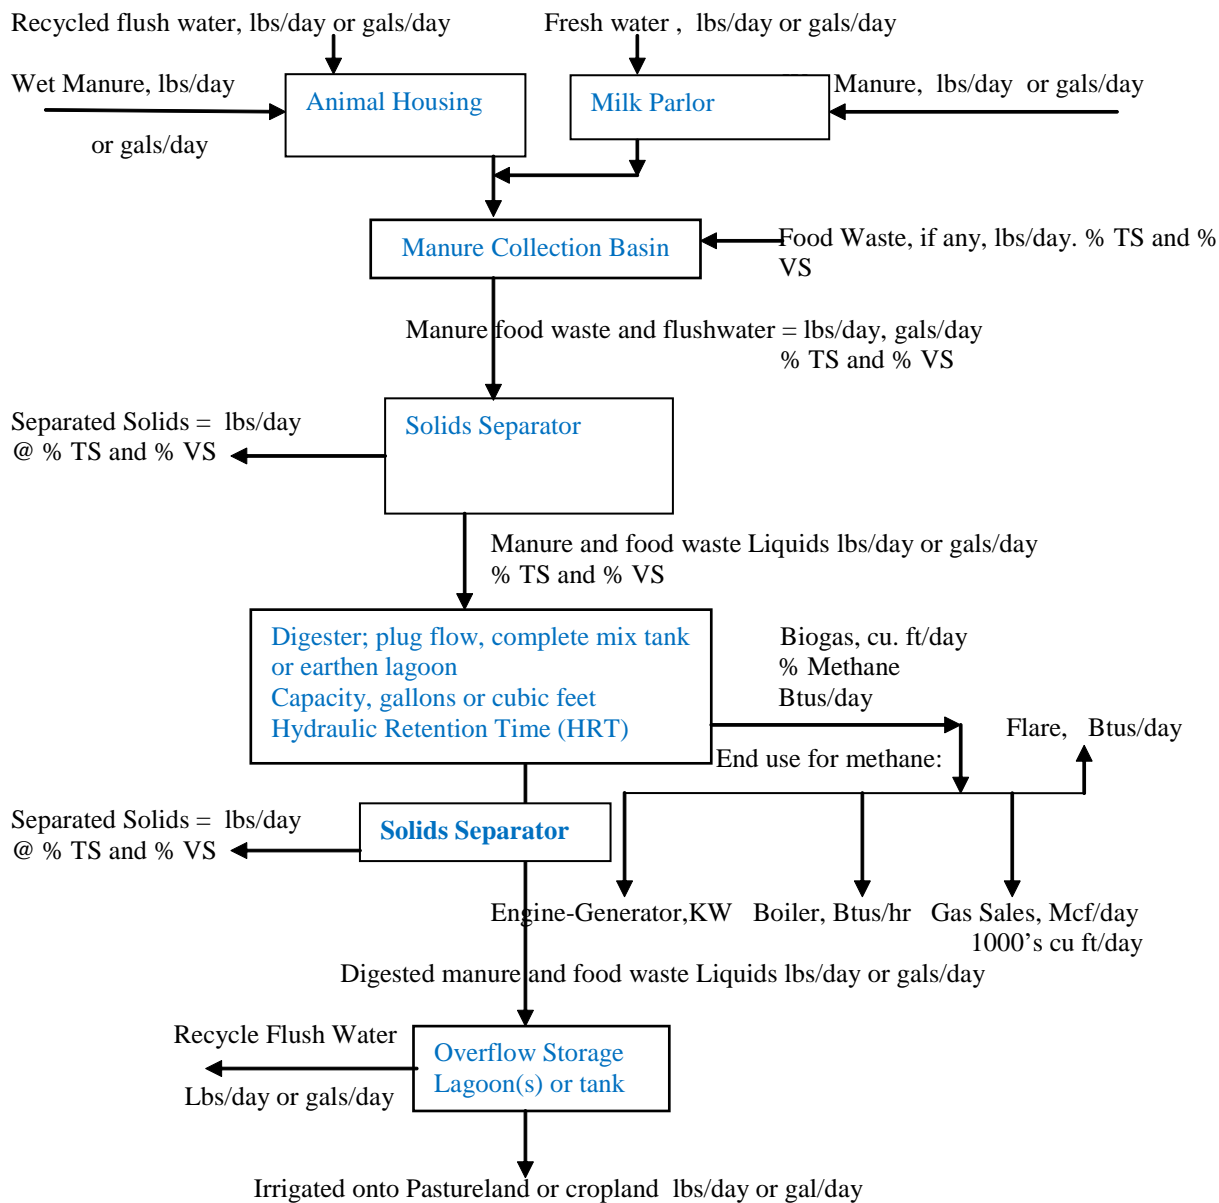 Recycled flush water, lbs/day or gals/day
Fresh water , lbs/day or gals/day
Wet Manure, lbs/day
or gals/day
Animal Housing
Milk Parlor
Manure, lbs/day or gals/day
Manure Collection Basin
Food Waste, if any, lbs/day. % TS and %
VS
Manure food waste and flushwater = lbs/day, gals/day
% TS and % VS
Separated Solids = lbs/day
@ % TS and % VS
Solids Separator
Manure and food waste Liquids lbs/day or gals/day
% TS and % VS
Digester; plug flow, complete mix tank
or earthen lagoon
Capacity, gallons or cubic feet
Hydraulic Retention Time (HRT)
Biogas, cu. ft/day
% Methane
Btus/day
End use for methane:
Flare, Btus/day
Separated Solids = lbs/day
@ % TS and % VS
Solids Separator
Engine-Generator,KW
Boiler, Btus/hr
Gas Sales, Mcf/day
1000’s cu ft/day
Digested manure and food waste Liquids lbs/day or gals/day
Recycle Flush Water
Lbs/day or gals/day
Overflow Storage
Lagoon(s) or tank
Irrigated onto Pastureland or cropland lbs/day or gal/day